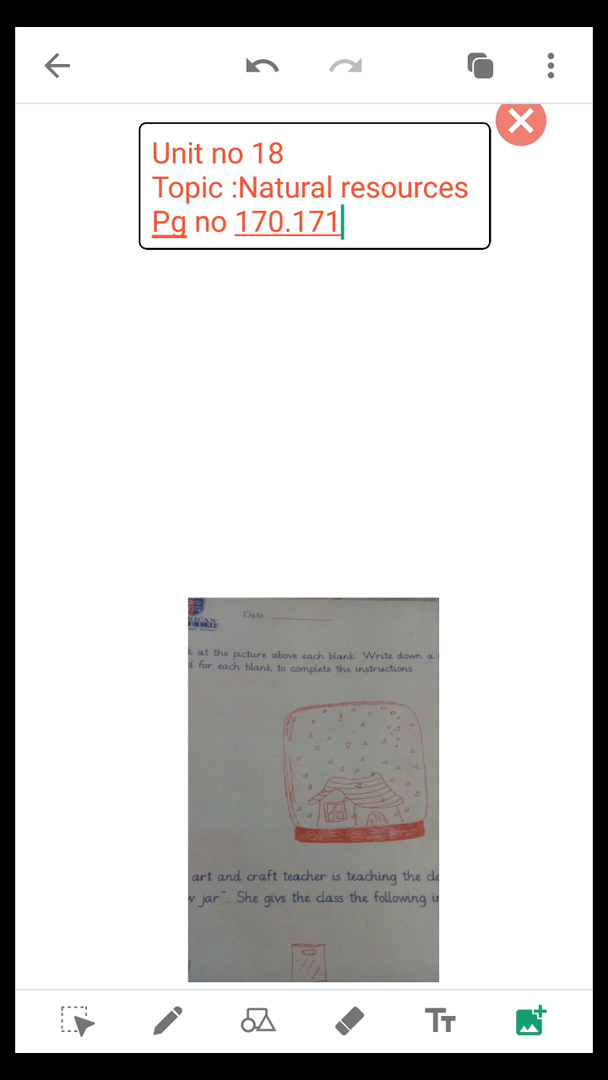 Unit no 18
Topic :Natural resources
Pg no 170.171
RICAN
Date
at the picture above each blank. Write down a
for each blank to complete the instructions
art and craft teacher is teaching the
jar". She givs the class the following
TT